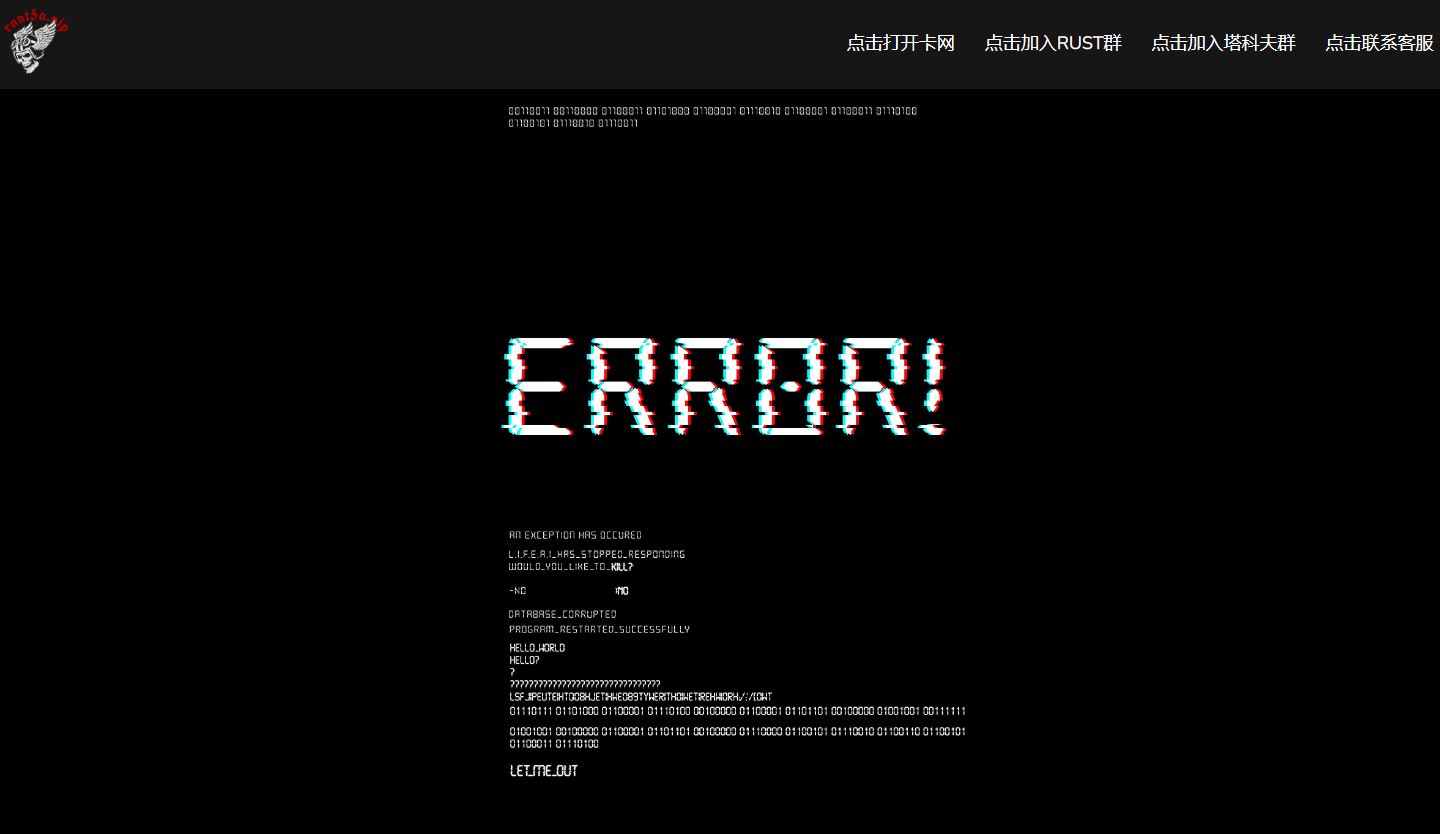 rani5a.vip
点击打开卡网 点击加入RUST群 点击加入塔科夫群 点击联系客服
00110011 00110000 01100011 01101000 01100001 01110010 01100001 01100011 01110100
01100101 01110010 01110011
ERROR!
AN EXCEPTION HAS OCCURED
L.I.F.E.A.I_HAS_STOPPED_RESPONDING
WOULD_YOU_LIKE_TO_KILL?
-NO :NO
DATABASE_CORRUPTED
PROGRAM_RESTARTED_SUCCESSFULLY
HELLO_WORLD
HELLO?
?
????????????????????????????????
01110111 01101000 01100001 01110100 00100000 01100001 01101101 00100000 01001001 00111111
01001001 00100000 01100001 01101101 00100000 01110000 01100101 01110010 01100110 01100101
01100011 01110100
LET_ME_OUT